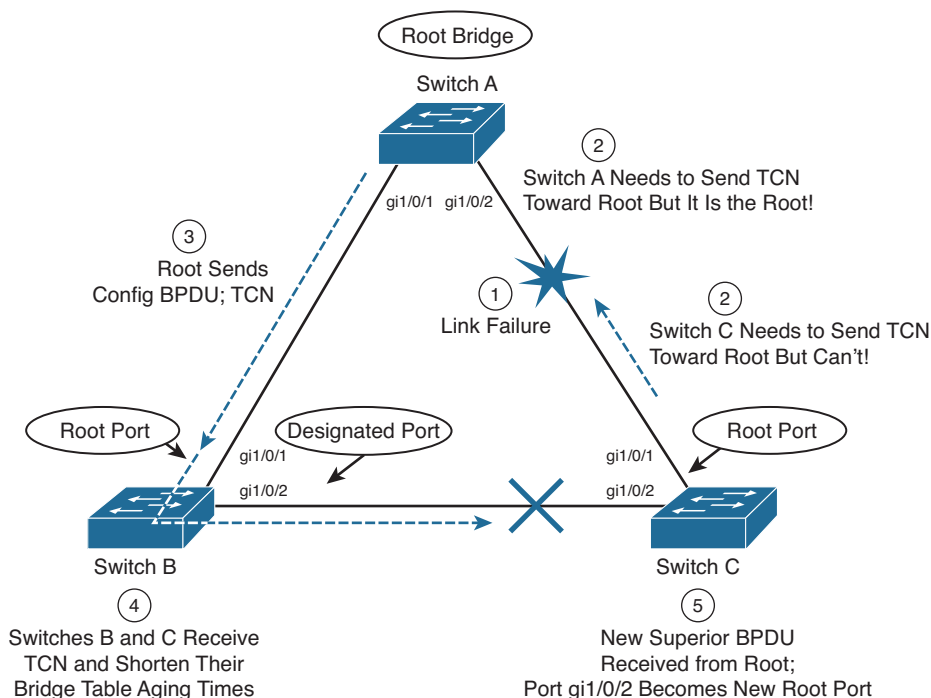 Root Bridge
Switch A
2
Switch A Needs to Send TCN
Toward Root But It Is the Root!
gi1/0/1 gi1/0/2
3
Root Sends
Config BPDU; TCN
1
Link Failure
2
Switch C Needs to Send TCN
Toward Root But Can't!
Root Port
Designated Port
Root Port
gi1/0/1
gi1/0/2
gi1/0/1
gi1/0/2
Switch B
Switch C
4
Switches B and C Receive
TCN and Shorten Their
Bridge Table Aging Times
5
New Superior BPDU
Received from Root;
Port gi1/0/2 Becomes New Root Port